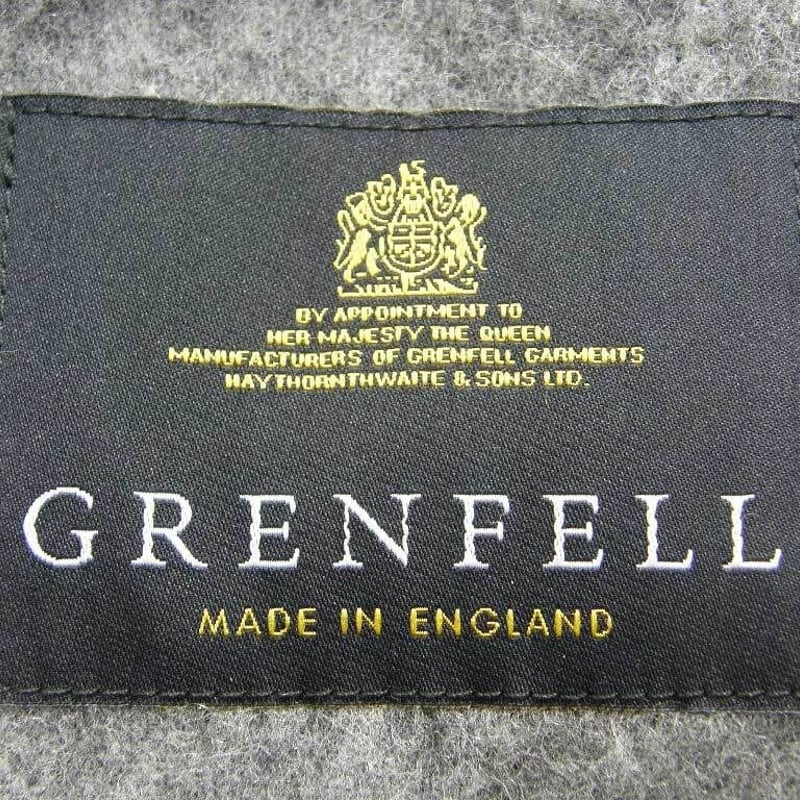 BY APPOINTMENT TO
HER MAJESTY THE QUEEN
MANUFACTURERS OF GRENFELL GARMENTS
HAYTHORNTHWAITE & SONS LTD.
GRENFELL
MADE IN ENGLAND